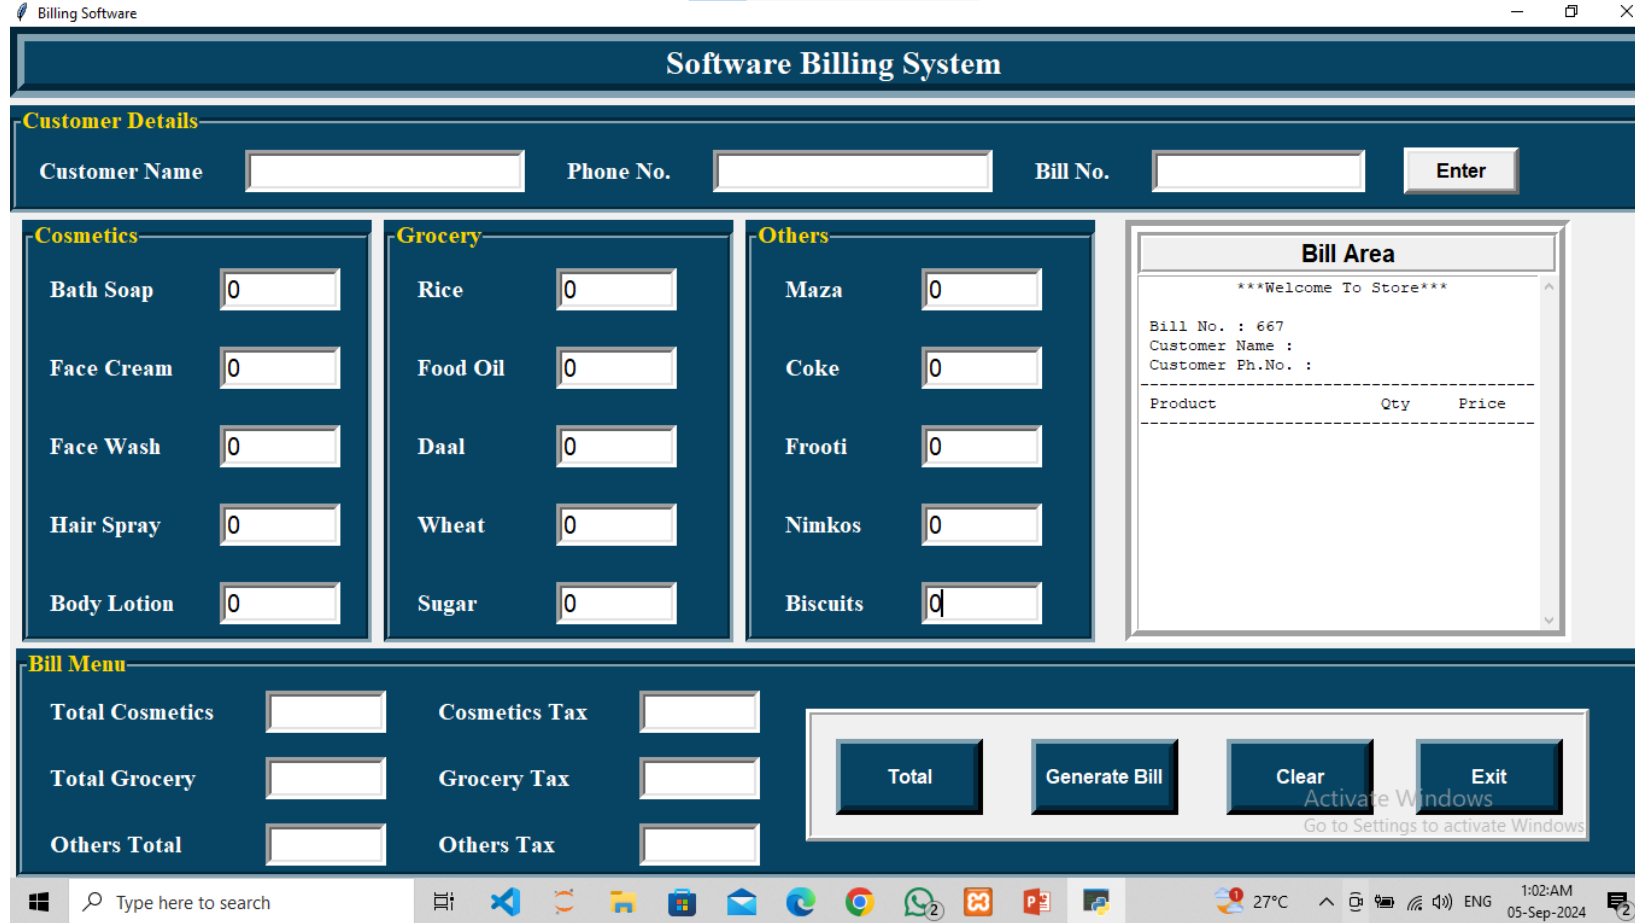 Billing Software
Software Billing System
Customer Details
Customer Name Phone No. Bill No. Enter
Cosmetics
Bath Soap 0
Face Cream 0
Face Wash 0
Hair Spray 0
Body Lotion 0
Grocery
Rice 0
Food Oil 0
Daal 0
Wheat 0
Sugar 0
Others
Maza 0
Coke 0
Frooti 0
Nimkos 0
Biscuits 0
Bill Area
***Welcome To Store***
Bill No. : 667
Customer Name :
Customer Ph.No. :
----------------------------------------
Product Qty Price
----------------------------------------
Bill Menu
Total Cosmetics Cosmetics Tax
Total Grocery Grocery Tax
Others Total Others Tax
Total Generate Bill Clear Exit
Activate Windows
Go to Settings to activate Windows
Type here to search
2
1
27°C
ENG
1:02:AM
05-Sep-2024
2